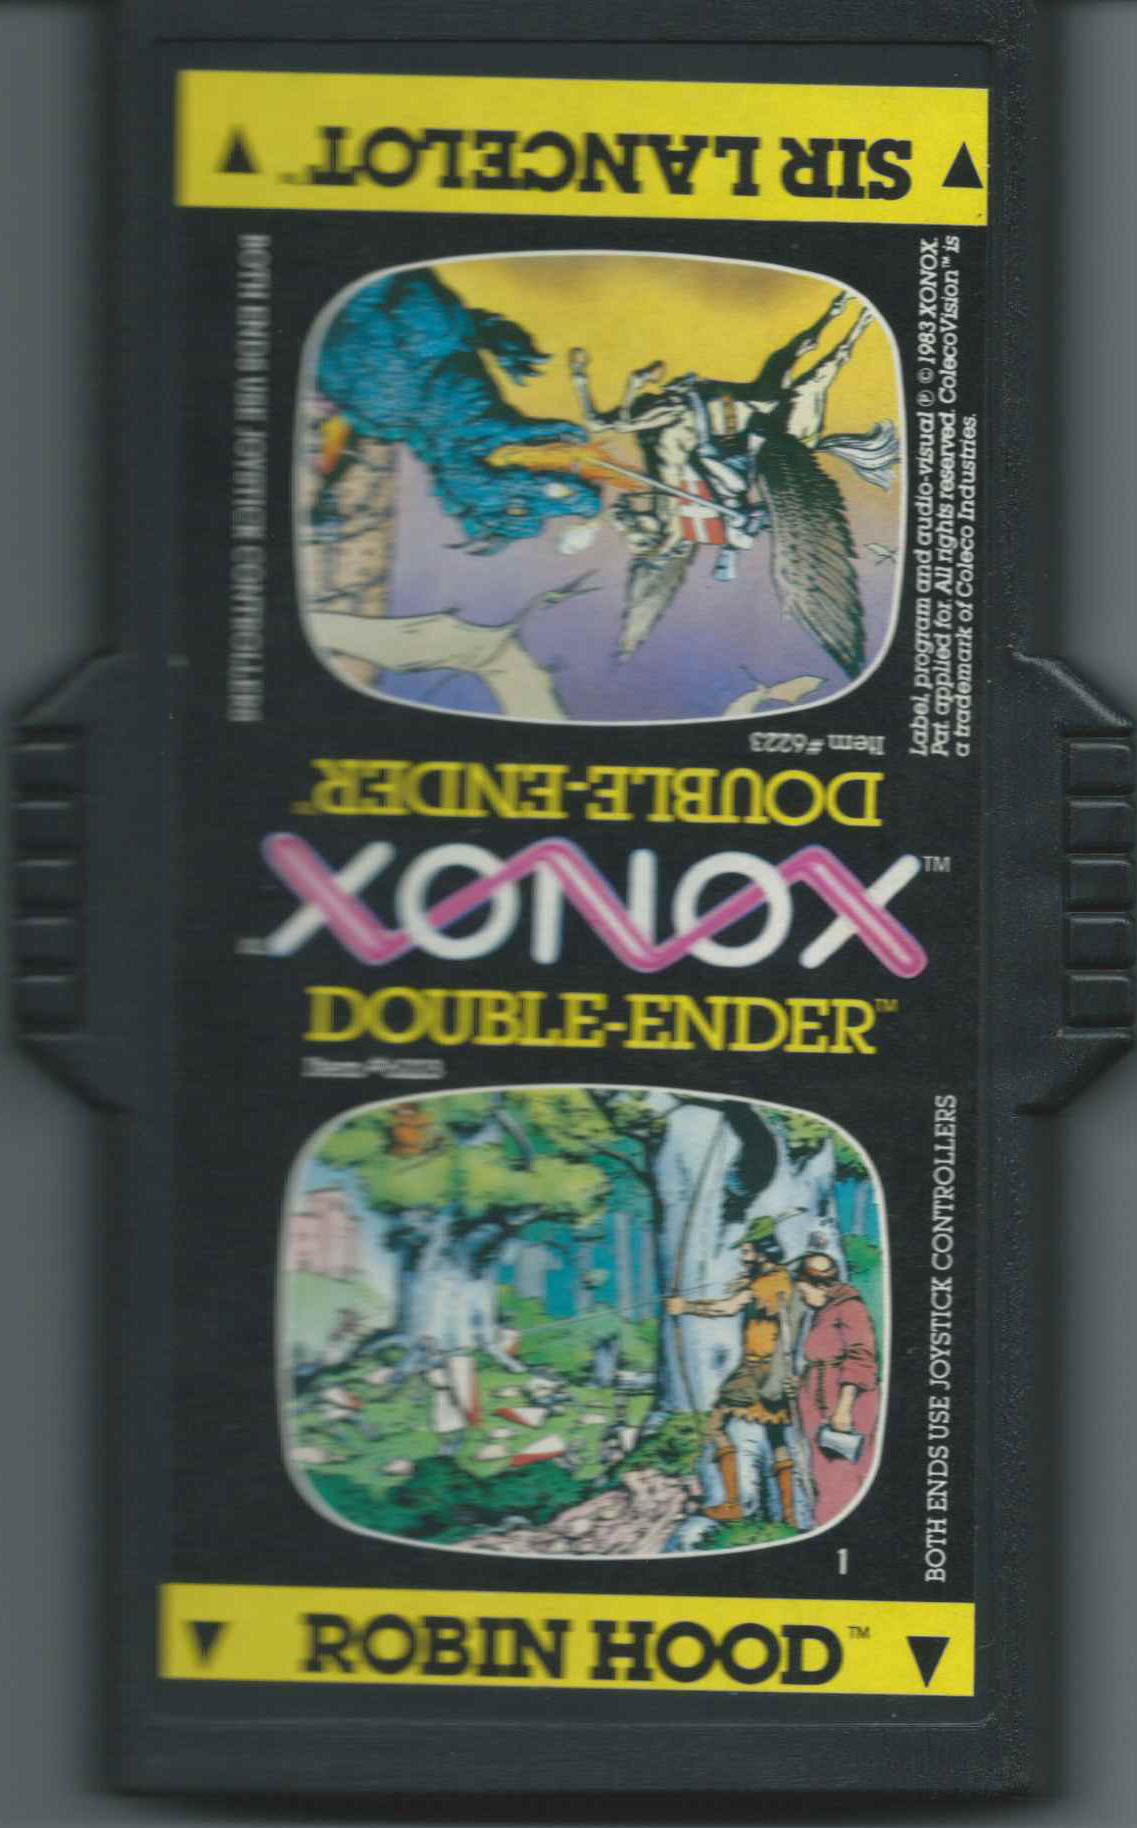 SIR LANCELOT™
BOTH ENDS USE JOYSTICK CONTROLLERS
Label, program and audio-visual ℗ © 1983 XONOX.
Pat. applied for. All rights reserved. ColecoVision™ is
a trademark of Coleco Industries.
Item #6223
DOUBLE-ENDER™
XONOX™
DOUBLE-ENDER™
Item #6223
BOTH ENDS USE JOYSTICK CONTROLLERS
1
ROBIN HOOD™